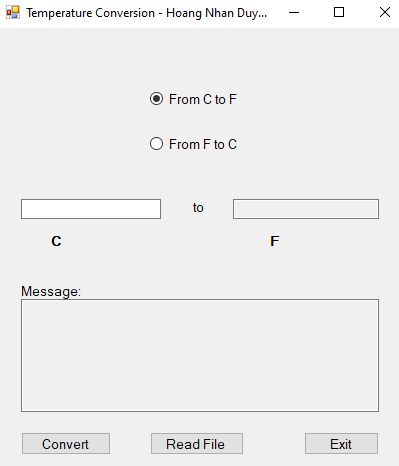 Temperature Conversion - Hoang Nhan Duy...
From C to F
From F to C
to
C F
Message:
Convert Read File Exit